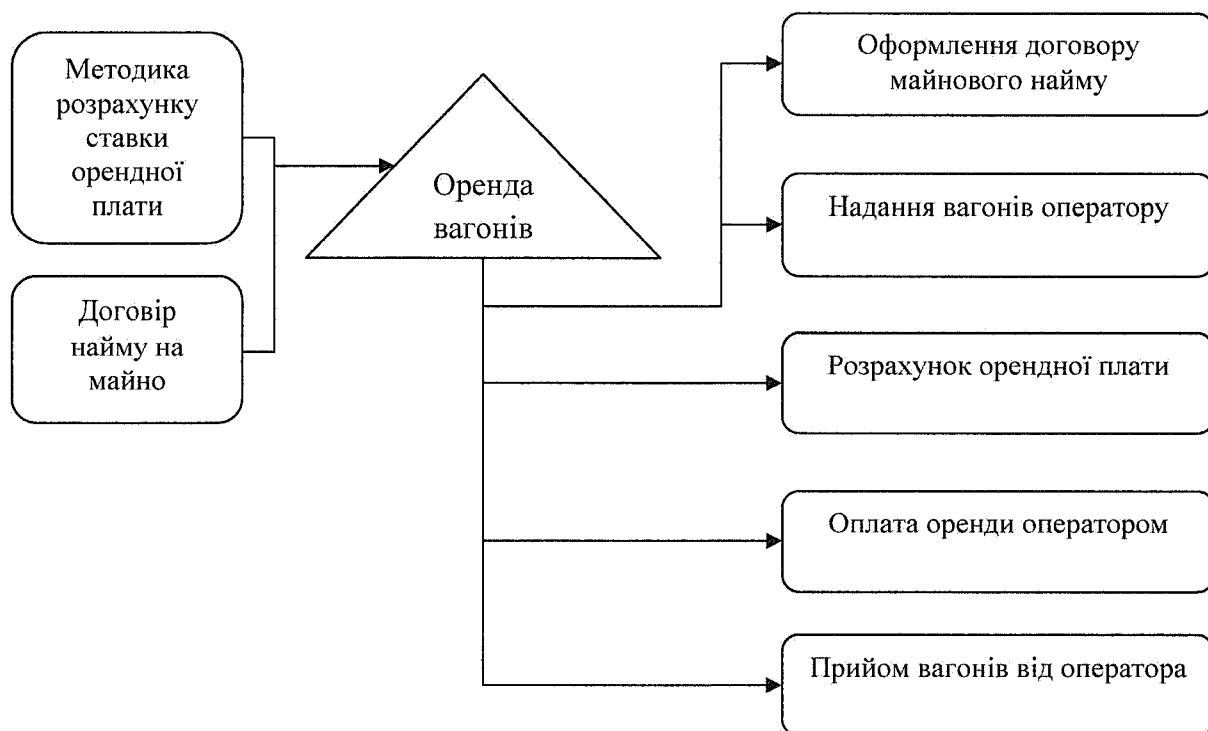 Методика
розрахунку
ставки
орендної
плати
Договір
найму на
майно
Оренда
вагонів
Оформлення договору
майнового найму
Надання вагонів оператору
Розрахунок орендної плати
Оплата оренди оператором
Прийом вагонів від оператора